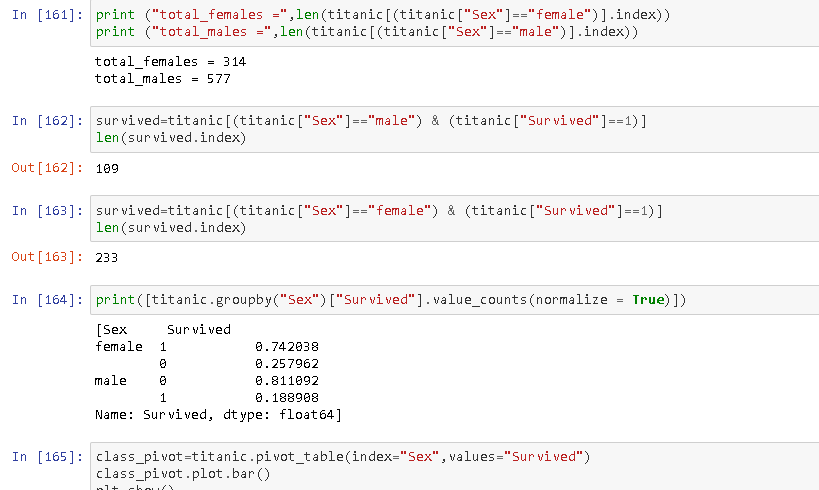 In [161]: print ("total_females =",len(titanic[(titanic["Sex"]=="female")].index))
print ("total_males =",len(titanic[(titanic["Sex"]=="male")].index))
total_females = 314
total_males = 577
In [162]: survived=titanic[(titanic["Sex"]=="male") & (titanic["Survived"]==1)]
len(survived.index)
Out[162]: 109
In [163]: survived=titanic[(titanic["Sex"]=="female") & (titanic["Survived"]==1)]
len(survived.index)
Out[163]: 233
In [164]: print([titanic.groupby("Sex")["Survived"].value_counts(normalize = True)])
[Sex     Survived
female  1           0.742038
        0           0.257962
male    0           0.811092
        1           0.188908
Name: Survived, dtype: float64]
In [165]: class_pivot=titanic.pivot_table(index="Sex",values="Survived")
class_pivot.plot.bar()
plt.show()